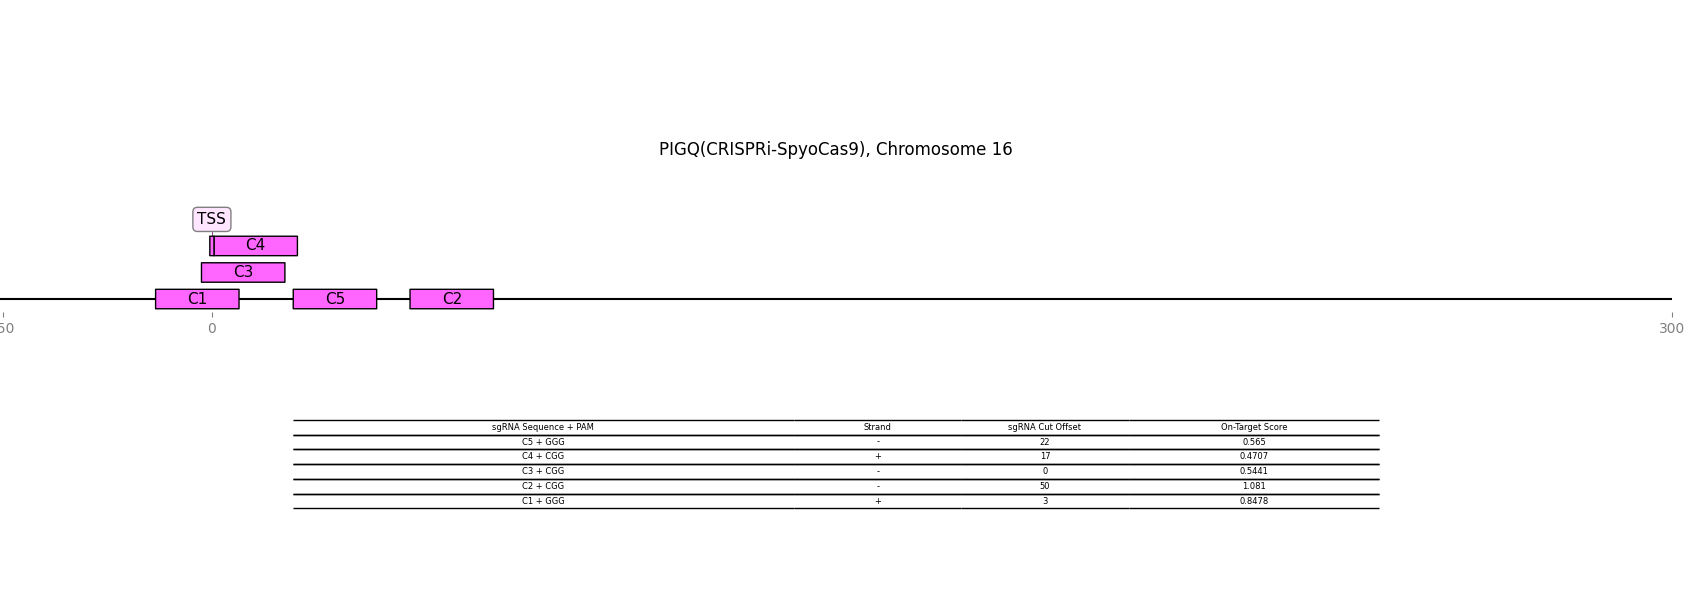 PIGQ(CRISPRi-SpyoCas9), Chromosome 16
TSS
C4
C3
C1 C5 C2
50 0 300
sgRNA Sequence + PAM Strand sgRNA Cut Offset On-Target Score
C5 + GGG - 22 0.565
C4 + CGG + 17 0.4707
C3 + CGG - 0 0.5441
C2 + CGG - 50 1.081
C1 + GGG + 3 0.8478